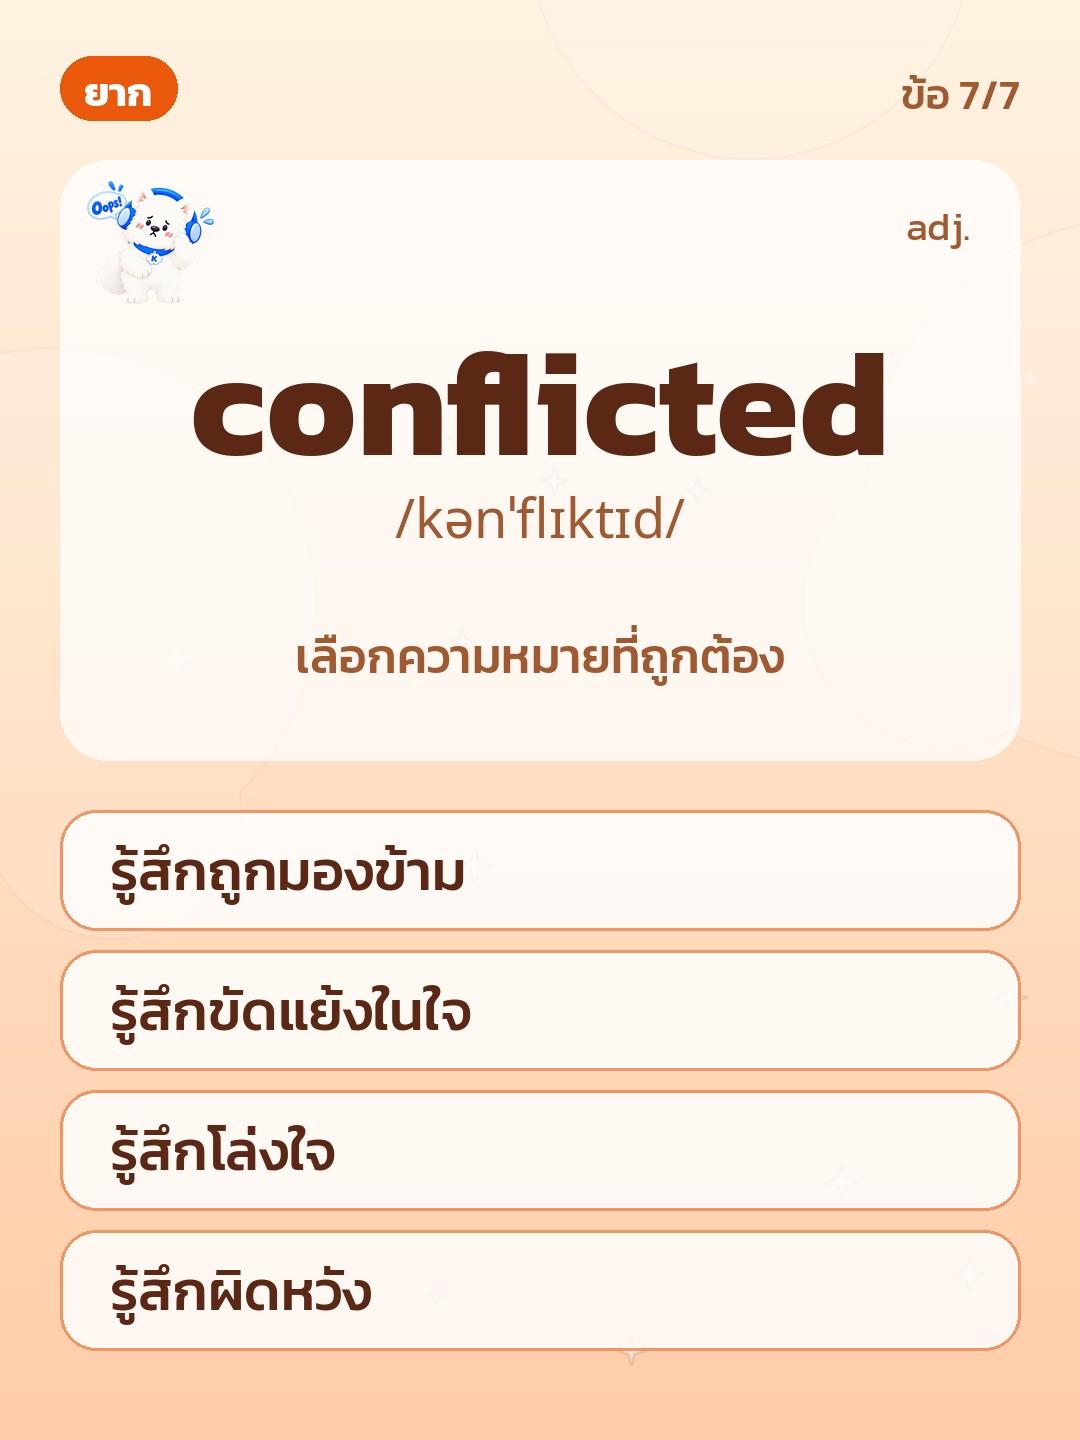 ยาก
ข้อ 7/7
Oops!
K
adj.
conflicted
/kənˈflɪktɪd/
เลือกความหมายที่ถูกต้อง
รู้สึกถูกมองข้าม
รู้สึกขัดแย้งในใจ
รู้สึกโล่งใจ
รู้สึกผิดหวัง